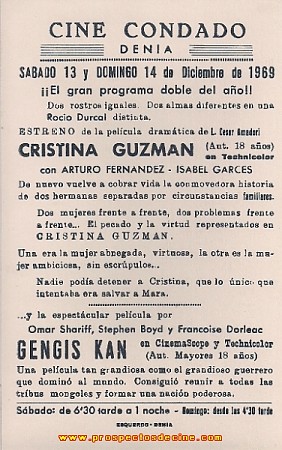 CINE CONDADO
DENIA
SABADO 13 y DOMINGO 14 de Diciembre de 1969
¡¡El gran programa doble del año!!
Dos rostros iguales. Dos almas diferentes en una
Rocio Durcal distinta.
ESTRENO de la película dramática de L. Cesar Amadori
CRISTINA GUZMAN (Aut. 18 años)
en Technicolor
con ARTURO FERNANDEZ - ISABEL GARCES
De nuevo vuelve a cobrar vida la conmovedora historia
de dos hermanas separadas por circunstancias familiares.
Dos mujeres frente a frente, dos problemas frente
a frente... El pecado y la virtud representados en
CRISTINA GUZMAN.
Una era la mujer abnegada, virtuosa, la otra es la mu-
jer ambiciosa, sin escrúpulos...
Nadie podía detener a Cristina, que lo único que
intentaba era salvar a Mara.
...y la espectácular película por
Omar Shariff, Stephen Boyd y Francoise Dorleac
GENGIS KAN en CinemaScope y Technicolor
(Aut. Mayores 18 años)
Una película tan grandiosa como el grandioso guerrero
que dominó al mundo. Consiguió reunir a todas las
tribus mongoles y formar una nación poderosa.
Sábado: de 6'30 tarde a 1 noche - Domingo: desde las 4'30 tarde
ESQUERDO - DENIA
www.prospectosdecine.com